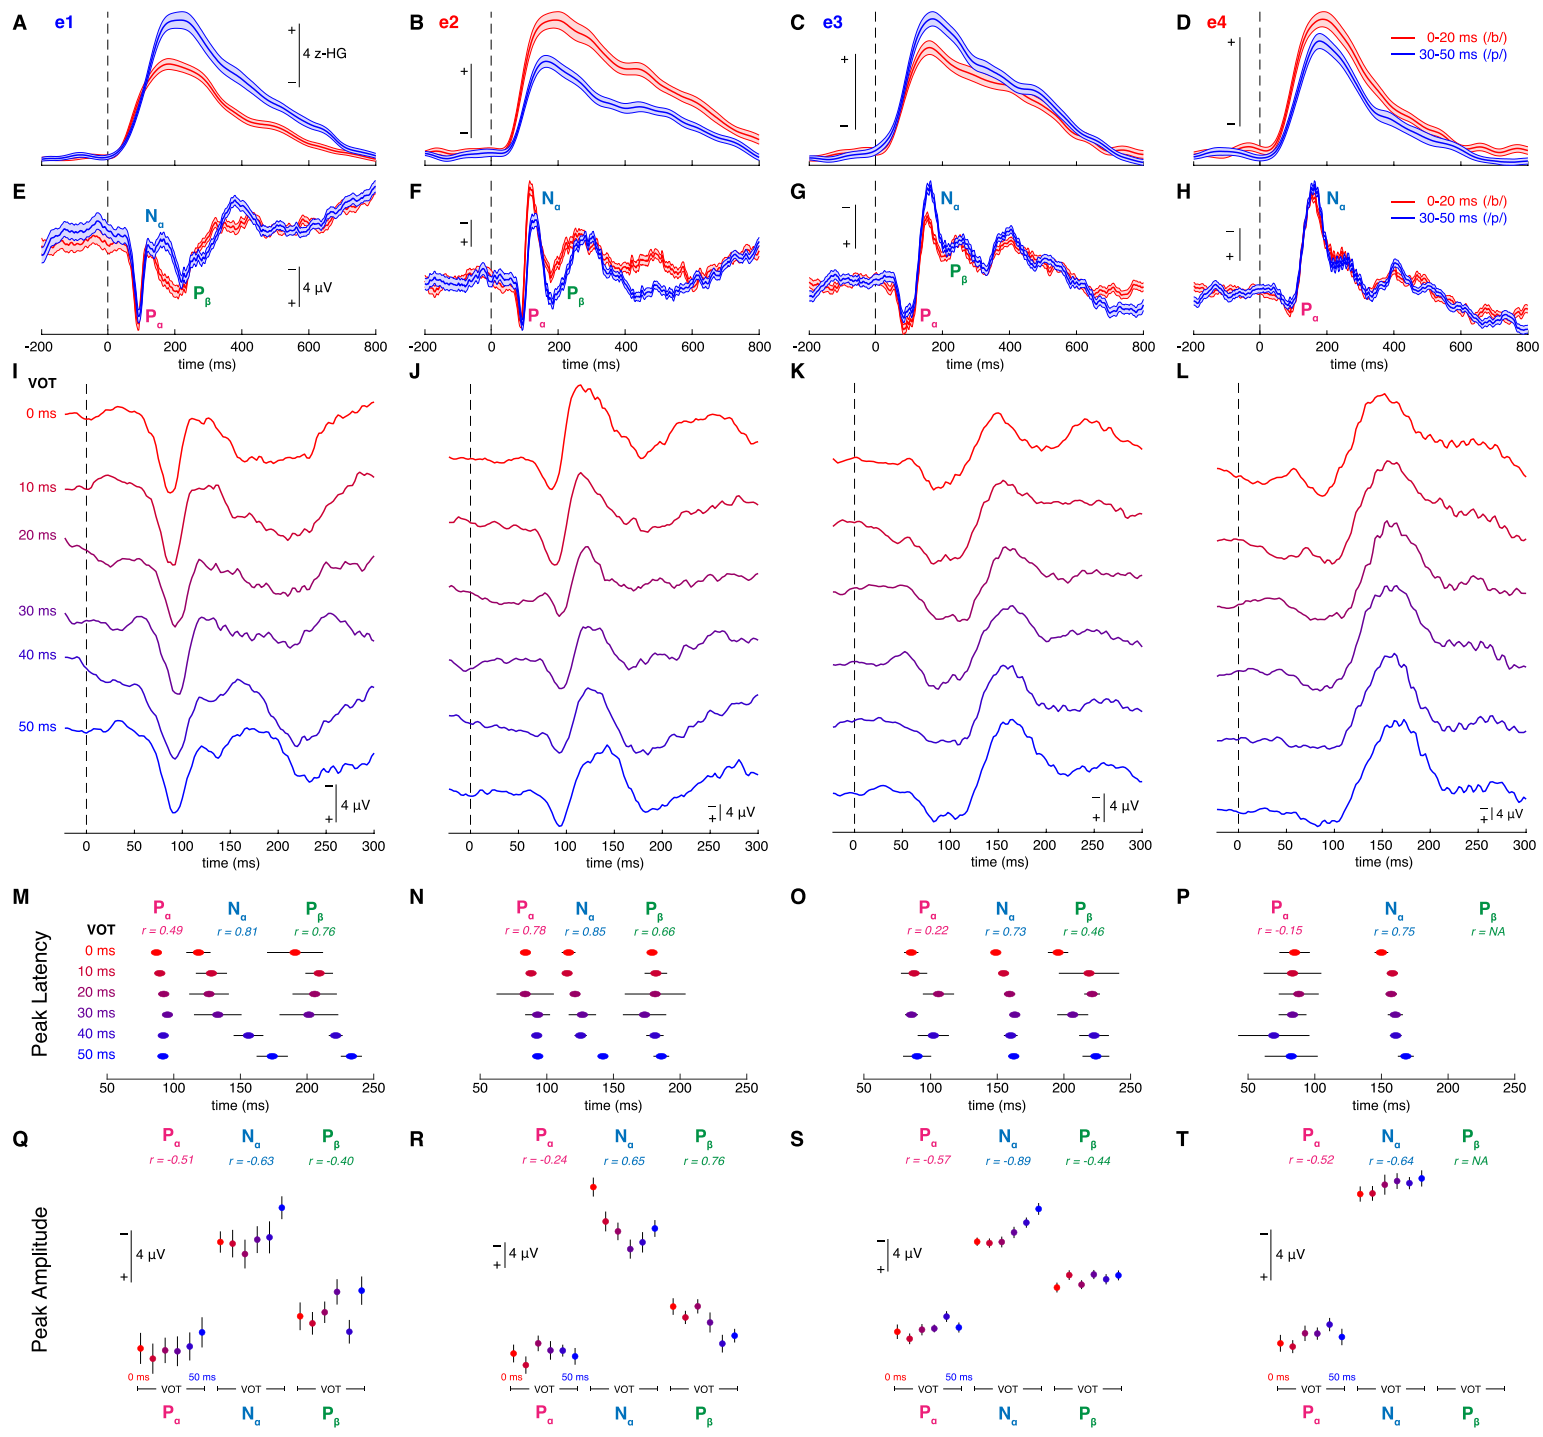 A e1 B e2 C e3 D e4
+ 4 z-HG −
+ −
+ −
+ −
0-20 ms (/b/)
30-50 ms (/p/)
E F G H
Nα Pα Pβ − 4 µV +
Nα Pα Pβ − +
Nα Pα Pβ − +
Nα Pα − +
0-20 ms (/b/)
30-50 ms (/p/)
-200 0 200 400 600 800 -200 0 200 400 600 800 -200 0 200 400 600 800 -200 0 200 400 600 800
time (ms) time (ms) time (ms) time (ms)
I J K L
VOT
0 ms
10 ms
20 ms
30 ms
40 ms
50 ms
− 4 µV + − 4 µV + − 4 µV + − 4 µV +
0 50 100 150 200 250 300 0 50 100 150 200 250 300 0 50 100 150 200 250 300 0 50 100 150 200 250 300
time (ms) time (ms) time (ms) time (ms)
M N O P
Peak Latency
Pα Nα Pβ Pα Nα Pβ Pα Nα Pβ Pα Nα Pβ
VOT r = 0.49 r = 0.81 r = 0.76 r = 0.78 r = 0.85 r = 0.66 r = 0.22 r = 0.73 r = 0.46 r = -0.15 r = 0.75 r = NA
0 ms
10 ms
20 ms
30 ms
40 ms
50 ms
50 100 150 200 250 50 100 150 200 250 50 100 150 200 250 50 100 150 200 250
time (ms) time (ms) time (ms) time (ms)
Q R S T
Peak Amplitude
Pα Nα Pβ Pα Nα Pβ Pα Nα Pβ Pα Nα Pβ
r = -0.51 r = -0.63 r = -0.40 r = -0.24 r = 0.65 r = 0.76 r = -0.57 r = -0.89 r = -0.44 r = -0.52 r = -0.64 r = NA
− 4 µV + − 4 µV + − 4 µV + − 4 µV +
0 ms 50 ms 0 ms 50 ms 0 ms 50 ms 0 ms 50 ms
VOT VOT VOT VOT VOT VOT VOT VOT VOT VOT VOT VOT
Pα Nα Pβ Pα Nα Pβ Pα Nα Pβ Pα Nα Pβ